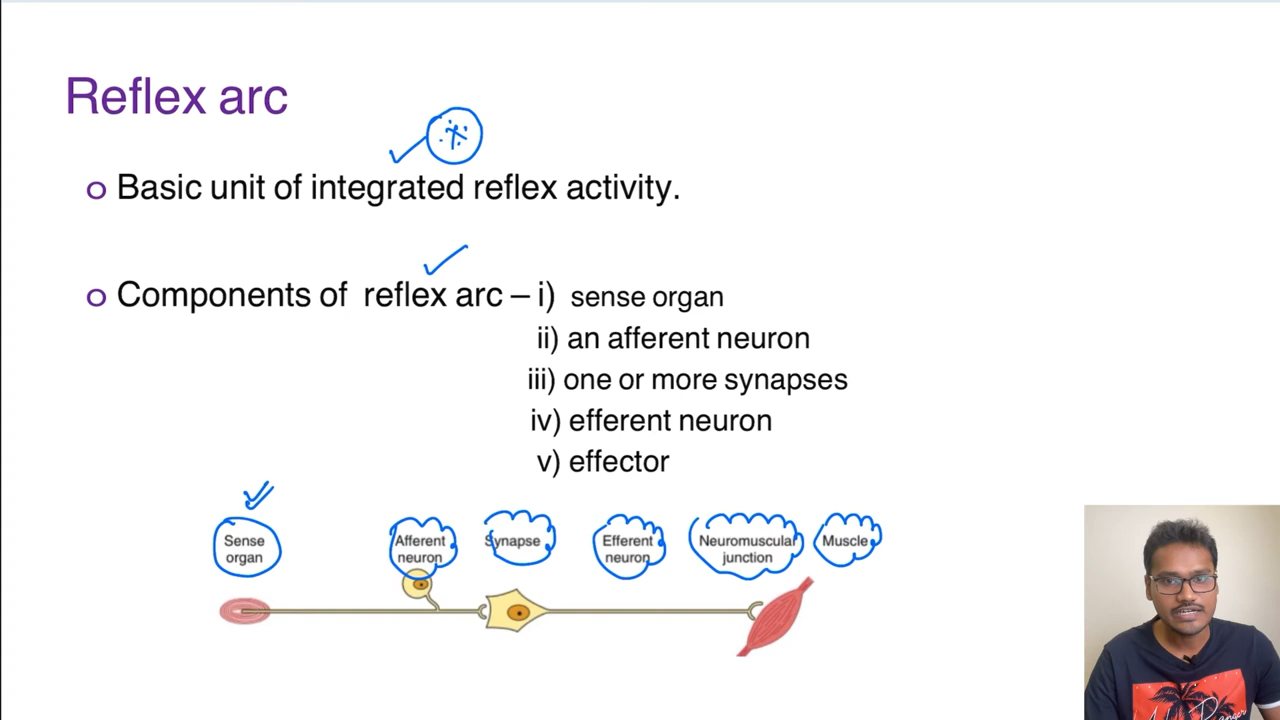 Reflex arc
o Basic unit of integrated reflex activity.
o Components of reflex arc – i) sense organ
ii) an afferent neuron
iii) one or more synapses
iv) efferent neuron
v) effector
Sense organ
Afferent neuron
Synapse
Efferent neuron
Neuromuscular junction
Muscle